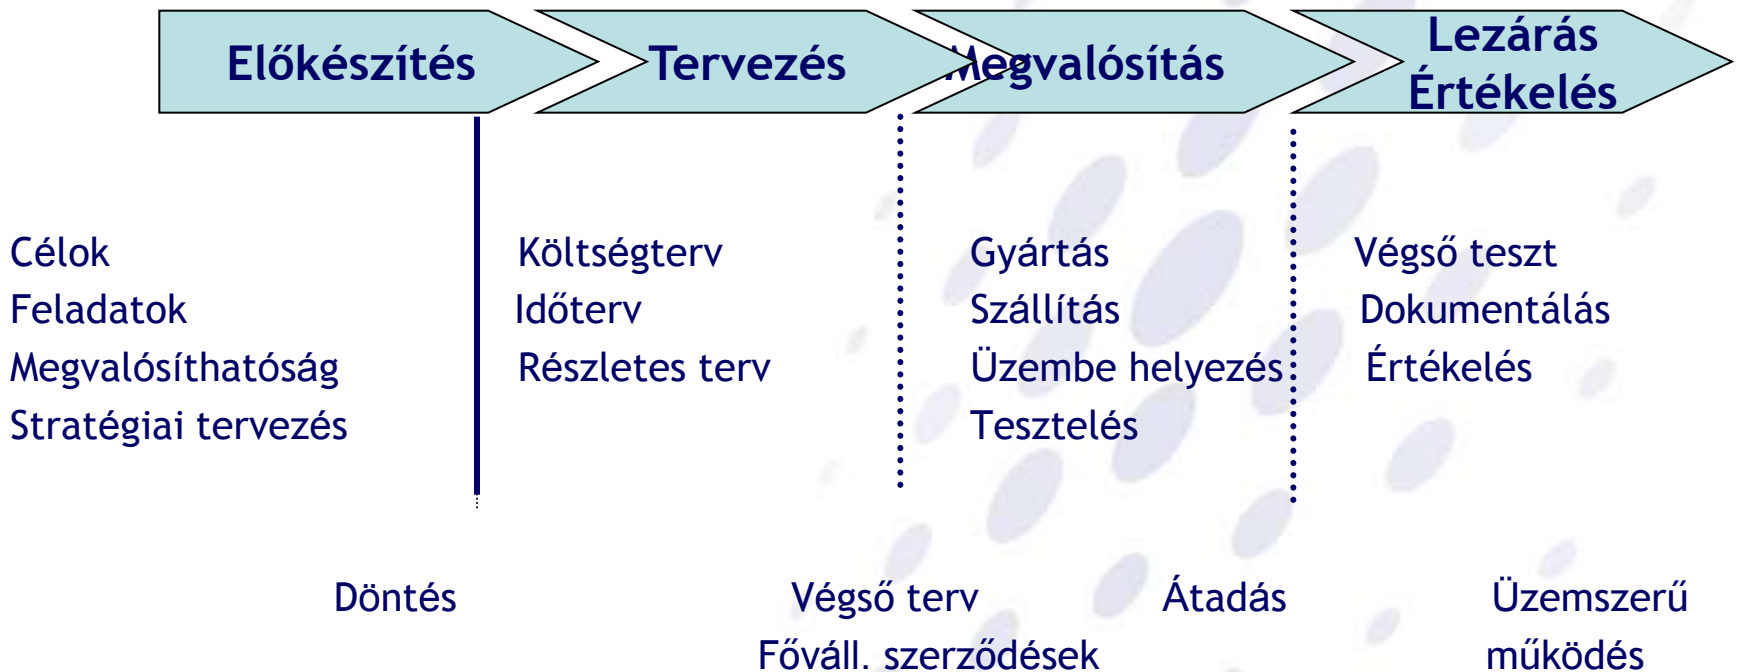 Előkészítés
Tervezés
Megvalósítás
Lezárás
Értékelés
Célok
Feladatok
Megvalósíthatóság
Stratégiai tervezés
Költségterv
Időterv
Részletes terv
Gyártás
Szállítás
Üzembe helyezés
Tesztelés
Végső teszt
Dokumentálás
Értékelés
Döntés
Végső terv
Főváll. szerződések
Átadás
Üzemszerű
működés